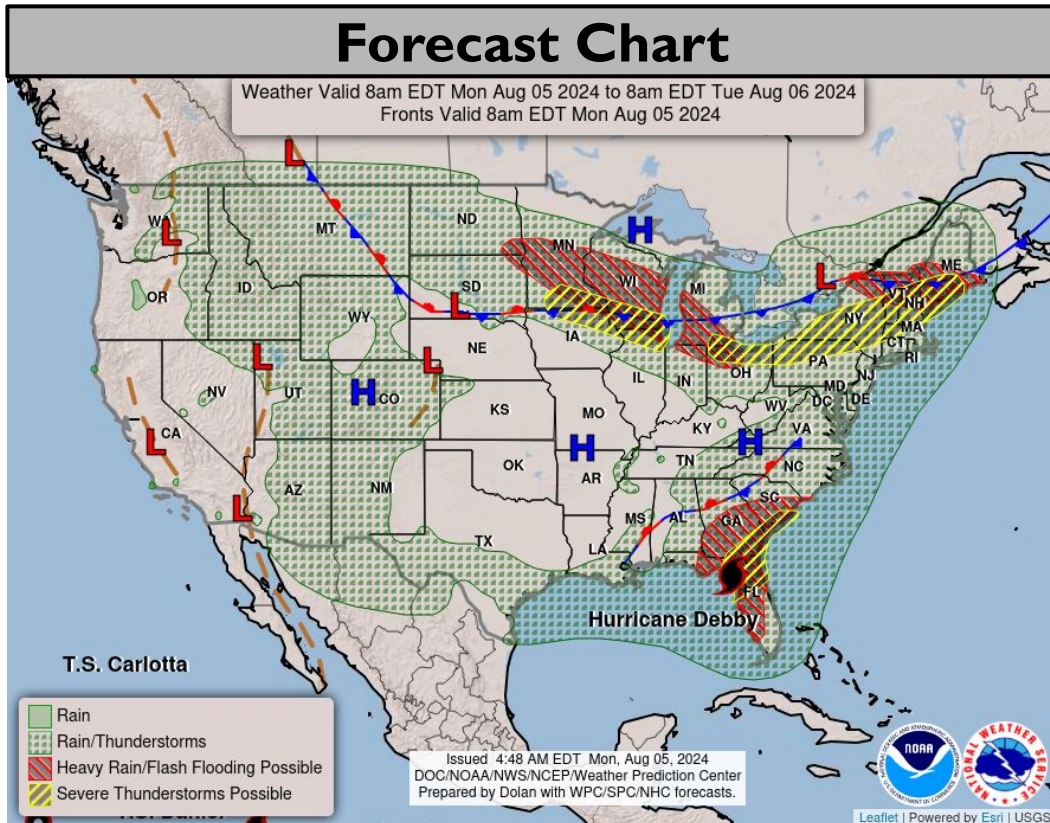 Forecast Chart
Weather Valid 8am EDT Mon Aug 05 2024 to 8am EDT Tue Aug 06 2024
Fronts Valid 8am EDT Mon Aug 05 2024
L
ND
H
MN
ME
W
L
MT
L
WI
MI
VT
NH
OR
ID
SD
L
NY
WY
MA
IA
CT
RI
NE
PA
OH
L
L
NJ
IL
IN
MD
DE
NV
UT
H
CO
DC
WV
KS
MO
KY
VA
CA
L
H
H
TN
NC
OK
AR
AZ
NM
SC
L
MS
AL
GA
TX
LA
FL
Hurricane Debby
T.S. Carlotta
Rain
Rain/Thunderstorms
Heavy Rain/Flash Flooding Possible
Severe Thunderstorms Possible
Issued 4:48 AM EDT Mon, Aug 05, 2024
DOC/NOAA/NWS/NCEP/Weather Prediction Center
Prepared by Dolan with WPC/SPC/NHC forecasts.
NOAA
NATIONAL WEATHER SERVICE
Leaflet | Powered by Esri | USGS